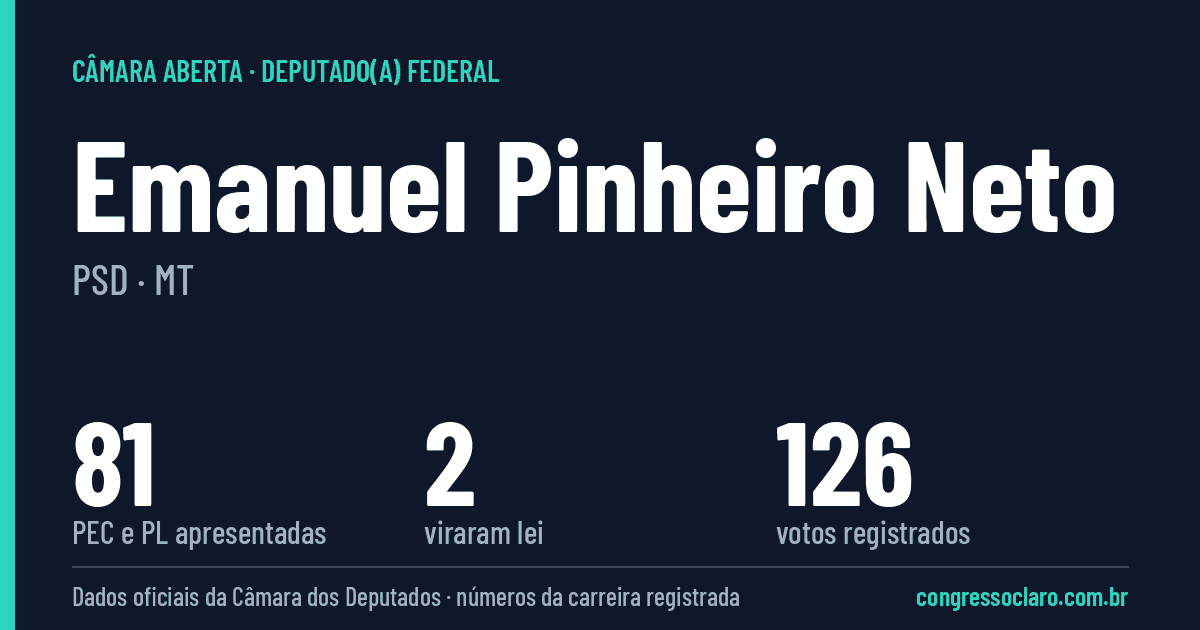 CÂMARA ABERTA · DEPUTADO(A) FEDERAL
Emanuel Pinheiro Neto
PSD · MT
81 2 126
PEC e PL apresentadas viraram lei votos registrados
Dados oficiais da Câmara dos Deputados · números da carreira registrada congressoclaro.com.br